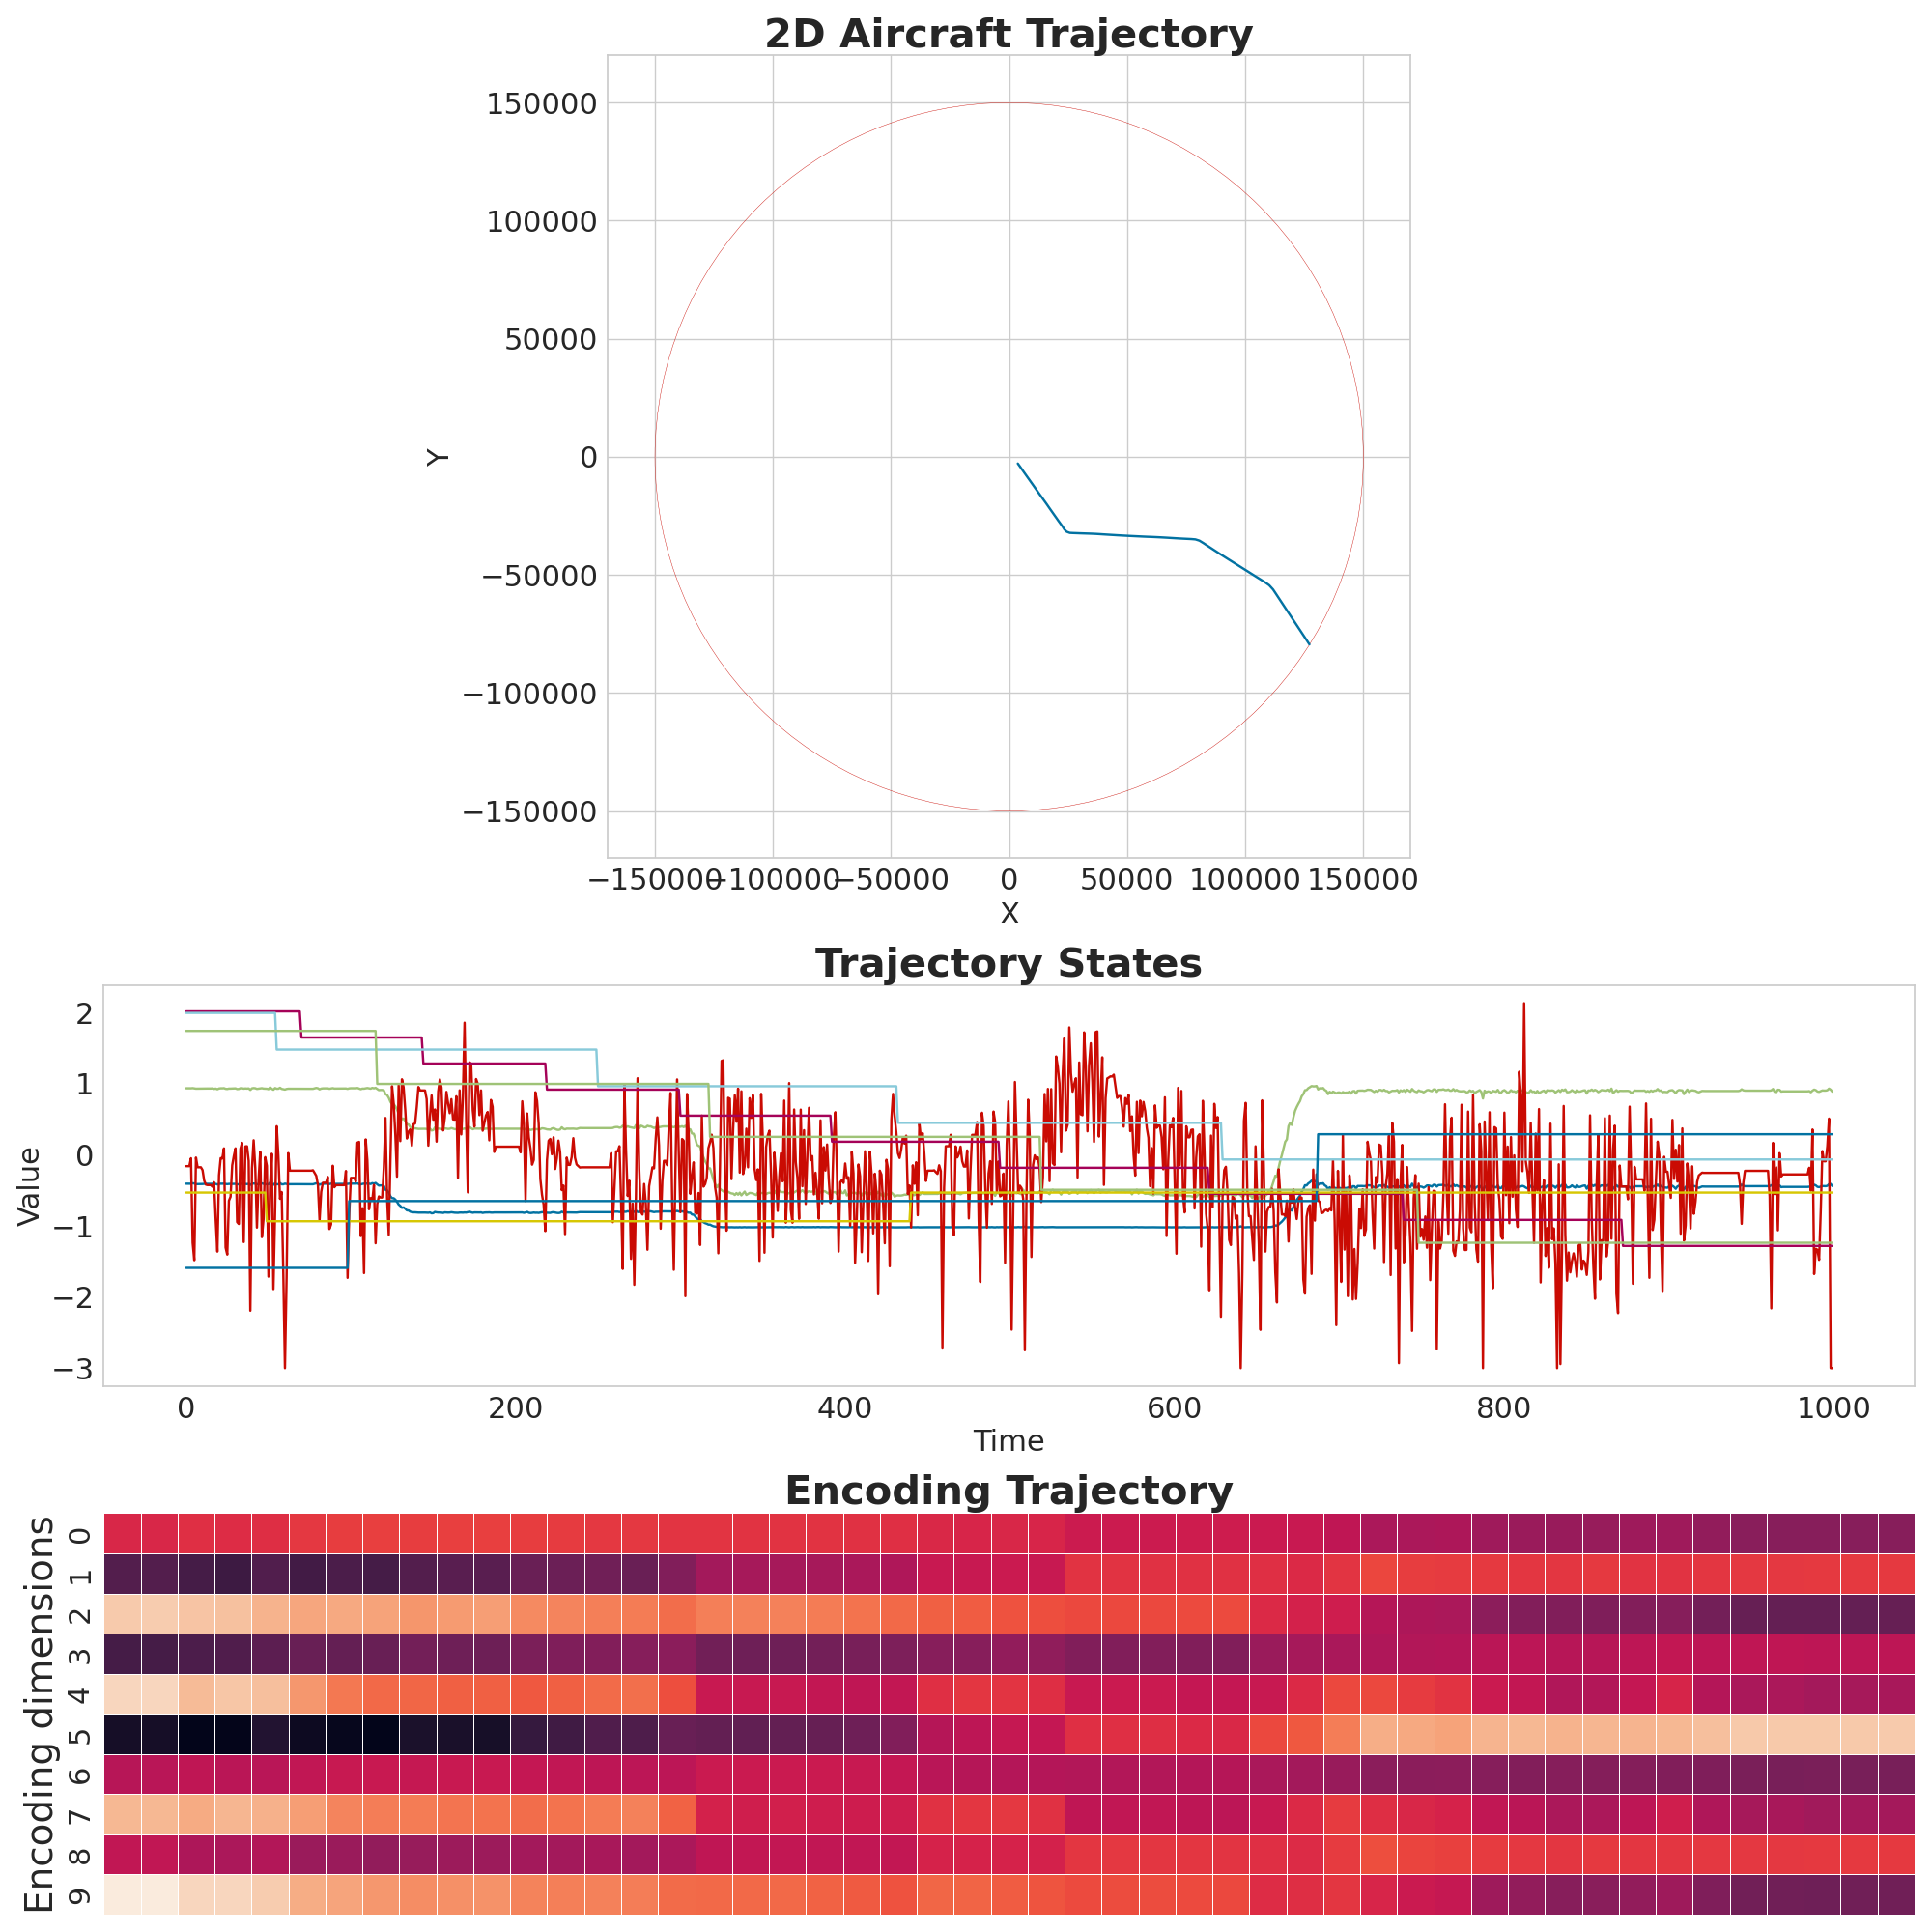 2D Aircraft Trajectory
150000
100000
50000
0
−50000
−100000
−150000
Y
−150000 −100000 −50000 0 50000 100000 150000
X
Trajectory States
2
1
0
−1
−2
−3
Value
0 200 400 600 800 1000
Time
Encoding Trajectory
Encoding dimensions
0
1
2
3
4
5
6
7
8
9